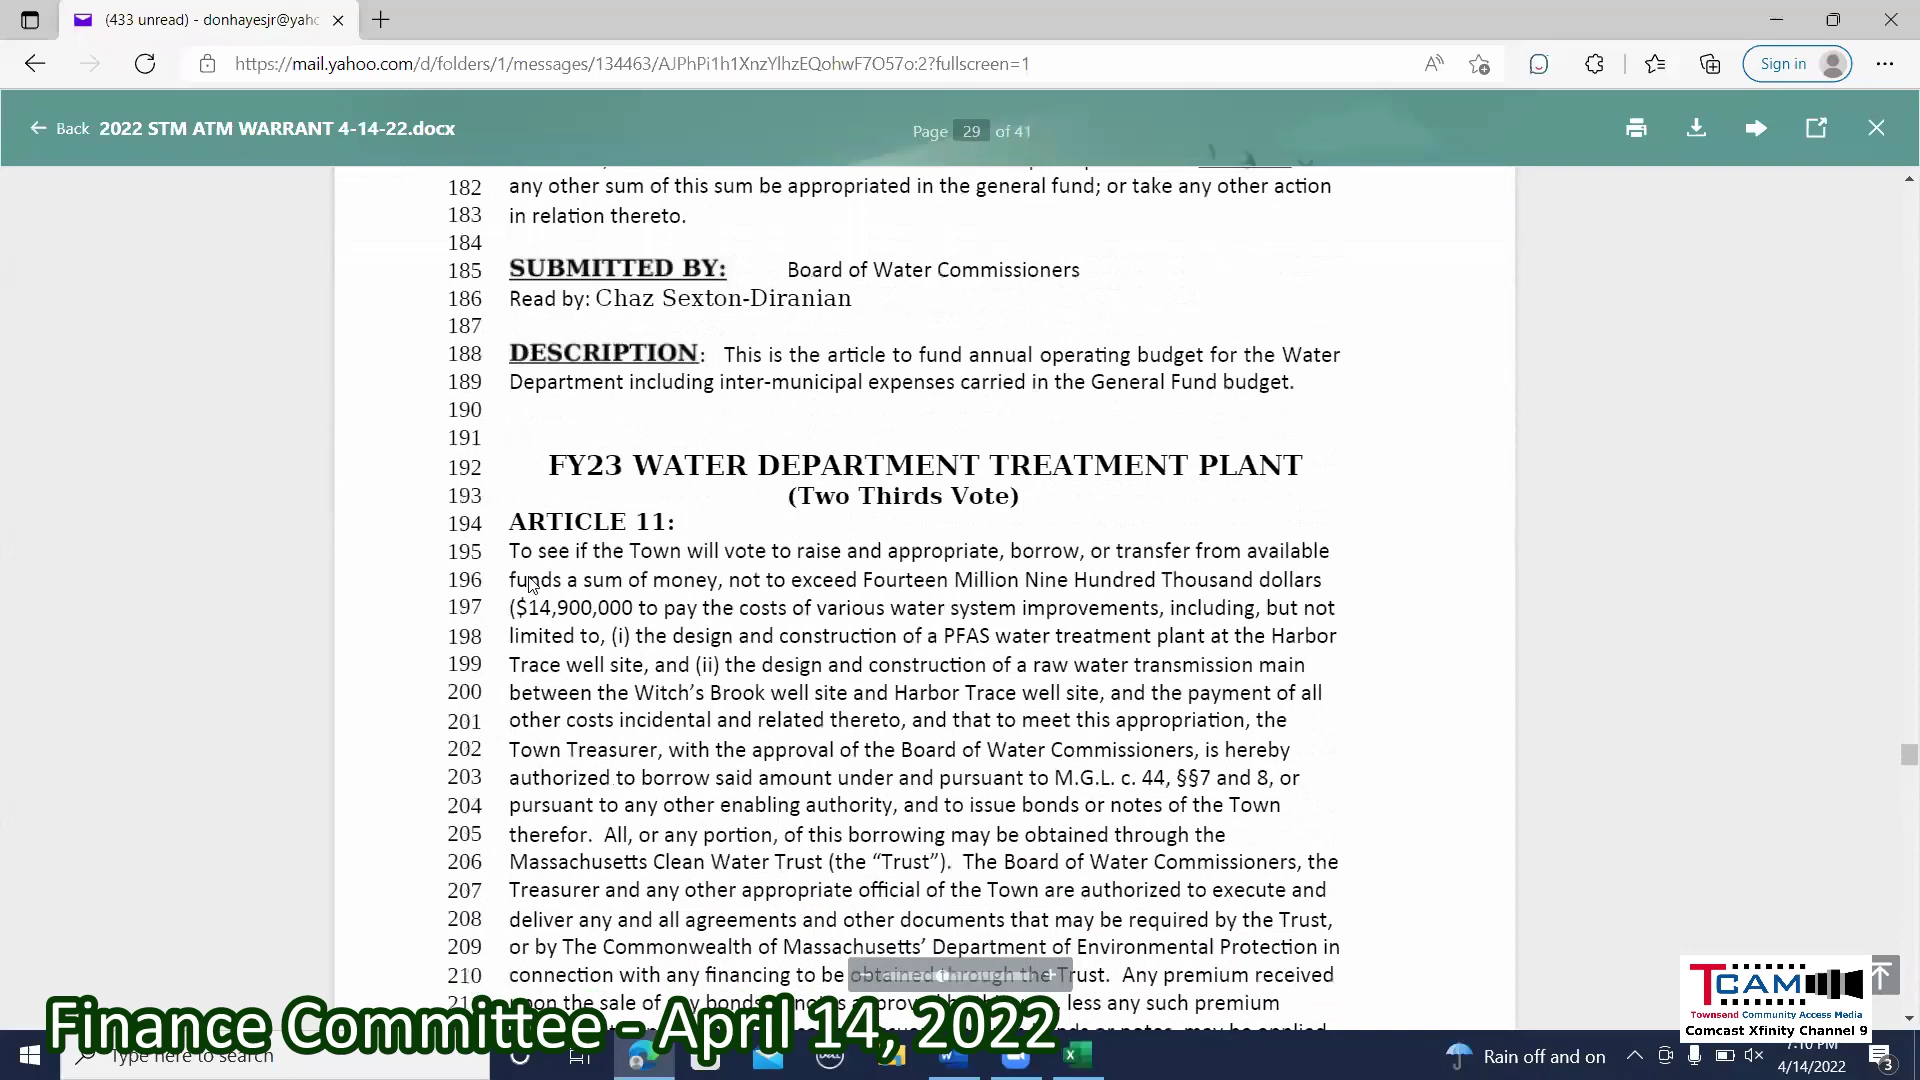 (433 unread) - donhayesjr@yaho
https://mail.yahoo.com/d/folders/1/messages/134463/AJPhPi1h1XnzYlhzEQohwF7O57o:2?fullscreen=1
Sign in
Back 2022 STM ATM WARRANT 4-14-22.docx
Page 29 of 41
182 any other sum of this sum be appropriated in the general fund; or take any other action
183 in relation thereto.
184
185 SUBMITTED BY: Board of Water Commissioners
186 Read by: Chaz Sexton-Diranian
187
188 DESCRIPTION: This is the article to fund annual operating budget for the Water
189 Department including inter-municipal expenses carried in the General Fund budget.
190
191
192 FY23 WATER DEPARTMENT TREATMENT PLANT
193 (Two Thirds Vote)
194 ARTICLE 11:
195 To see if the Town will vote to raise and appropriate, borrow, or transfer from available
196 funds a sum of money, not to exceed Fourteen Million Nine Hundred Thousand dollars
197 ($14,900,000 to pay the costs of various water system improvements, including, but not
198 limited to, (i) the design and construction of a PFAS water treatment plant at the Harbor
199 Trace well site, and (ii) the design and construction of a raw water transmission main
200 between the Witch’s Brook well site and Harbor Trace well site, and the payment of all
201 other costs incidental and related thereto, and that to meet this appropriation, the
202 Town Treasurer, with the approval of the Board of Water Commissioners, is hereby
203 authorized to borrow said amount under and pursuant to M.G.L. c. 44, §§7 and 8, or
204 pursuant to any other enabling authority, and to issue bonds or notes of the Town
205 therefor. All, or any portion, of this borrowing may be obtained through the
206 Massachusetts Clean Water Trust (the “Trust”). The Board of Water Commissioners, the
207 Treasurer and any other appropriate official of the Town are authorized to execute and
208 deliver any and all agreements and other documents that may be required by the Trust,
209 or by The Commonwealth of Massachusetts’ Department of Environmental Protection in
210 connection with any financing to be obtained through the Trust. Any premium received
upon the sale of any bonds less any such premium
Finance Committee - April 14, 2022
TCAM
Townsend Community Access Media
Comcast Xfinity Channel 9
Type here to search
Rain off and on
7:10 PM
4/14/2022
3